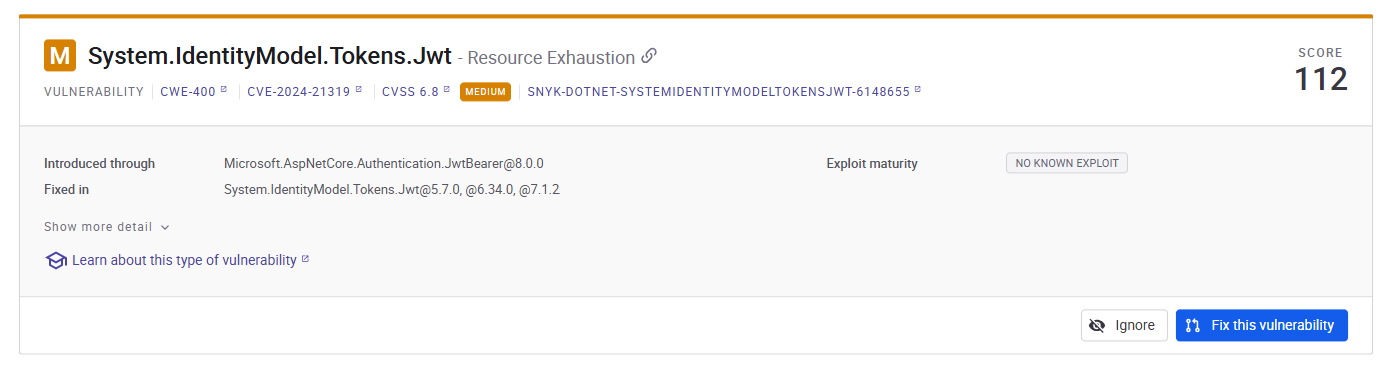 M System.IdentityModel.Tokens.Jwt - Resource Exhaustion
SCORE
112
VULNERABILITY CWE-400 CVE-2024-21319 CVSS 6.8 MEDIUM SNYK-DOTNET-SYSTEMIDENTITYMODELTOKENSJWT-6148655
Introduced through Microsoft.AspNetCore.Authentication.JwtBearer@8.0.0 Exploit maturity NO KNOWN EXPLOIT
Fixed in System.IdentityModel.Tokens.Jwt@5.7.0, @6.34.0, @7.1.2
Show more detail
Learn about this type of vulnerability
Ignore Fix this vulnerability